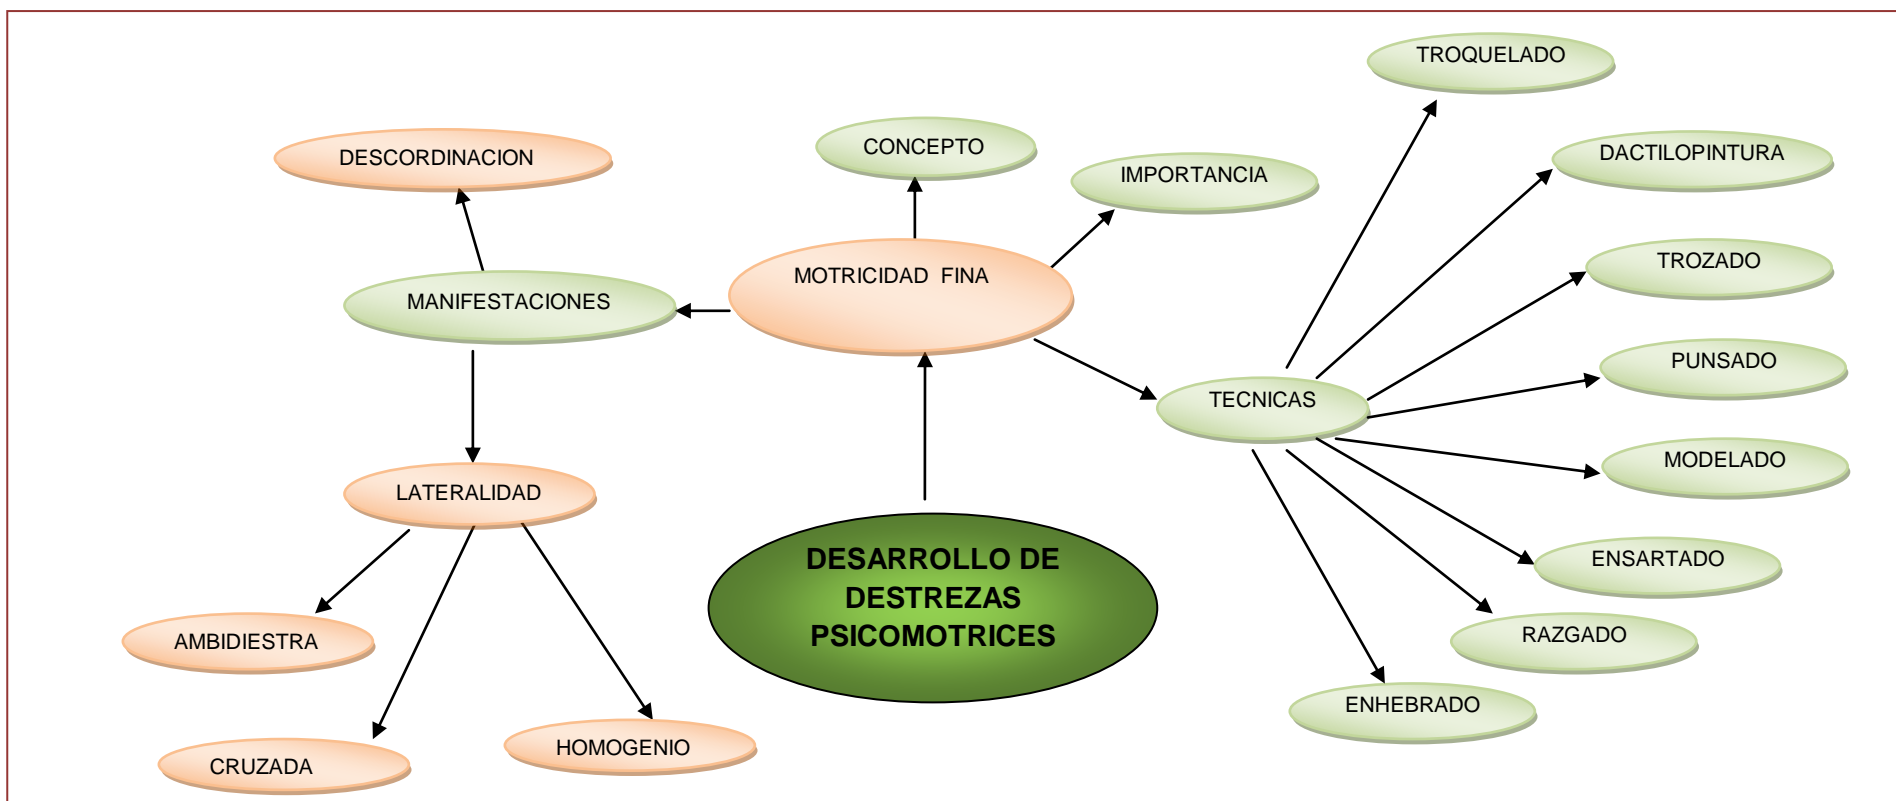 TROQUELADO
DESCORDINACION
CONCEPTO
DACTILOPINTURA
IMPORTANCIA
MOTRICIDAD FINA
TROZADO
MANIFESTACIONES
PUNSADO
TECNICAS
MODELADO
LATERALIDAD
DESARROLLO DE
DESTREZAS
PSICOMOTRICES
ENSARTADO
AMBIDIESTRA
RAZGADO
ENHEBRADO
HOMOGENIO
CRUZADA